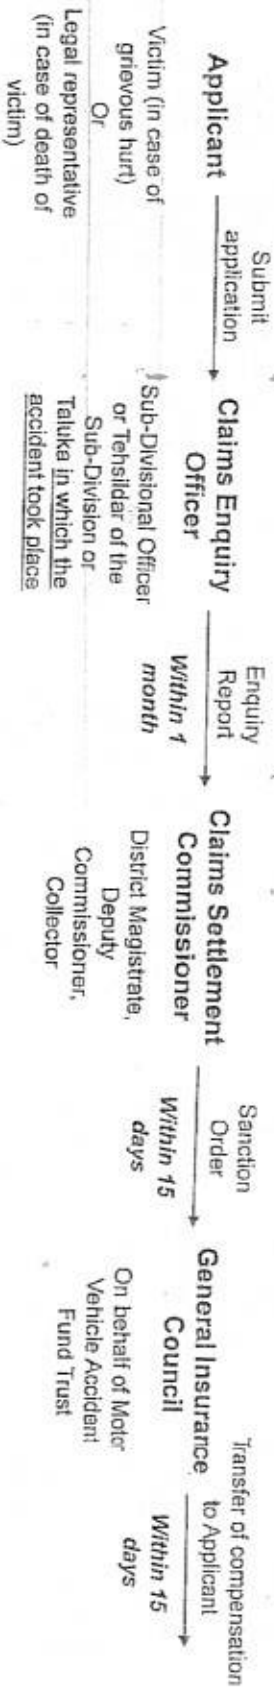 Applicant
Victim (in case of
grievous hurt)
Or
Legal representative
(in case of death of
victim)
Submit
application
Claims Enquiry
Officer
Sub-Divisional Officer
or Tehsildar of the
Sub-Division or
Taluka in which the
accident took place
Enquiry
Report
Within 1
month
Claims Settlement
Commissioner
District Magistrate,
Deputy
Commissioner,
Collector
Sanction
Order
Within 15
days
General Insurance
Council
On behalf of Motor
Vehicle Accident
Fund Trust
Transfer of compensation
to Applicant
Within 15
days